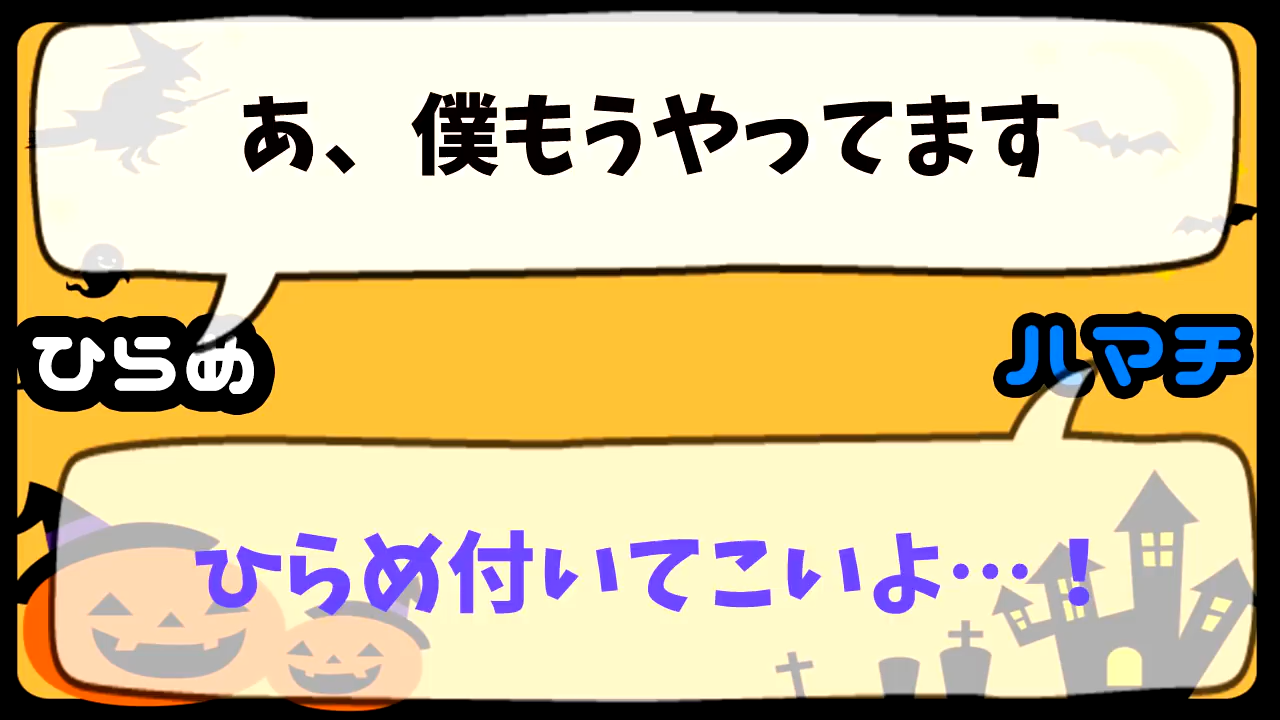 あ、僕もうやってます
ひらめ
ハマチ
ひらめ付いてこいよ…！